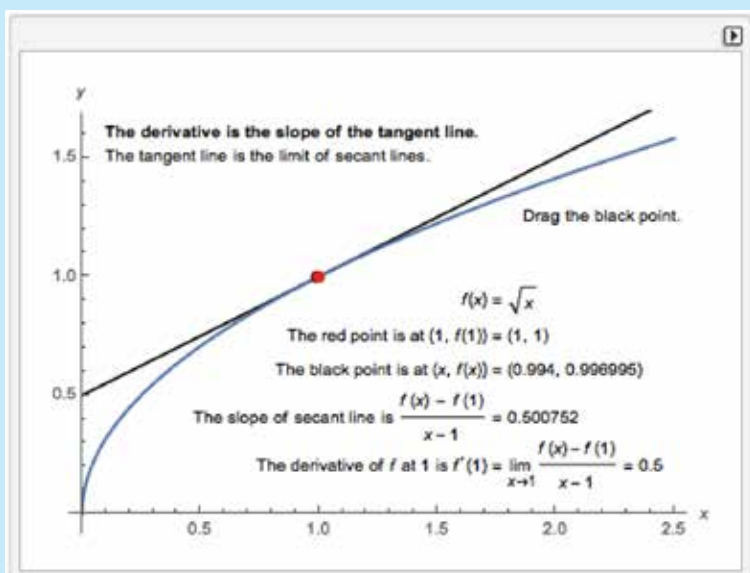 y
The derivative is the slope of the tangent line.
The tangent line is the limit of secant lines.
1.5
Drag the black point.
1.0
f(x) = √x
The red point is at (1, f(1)) = (1, 1)
The black point is at (x, f(x)) = (0.994, 0.996995)
0.5
The slope of secant line is (f(x) − f(1))/(x − 1) = 0.500752
The derivative of f at 1 is f′(1) = lim x→1 (f(x) − f(1))/(x − 1) = 0.5
0.5 1.0 1.5 2.0 2.5 x